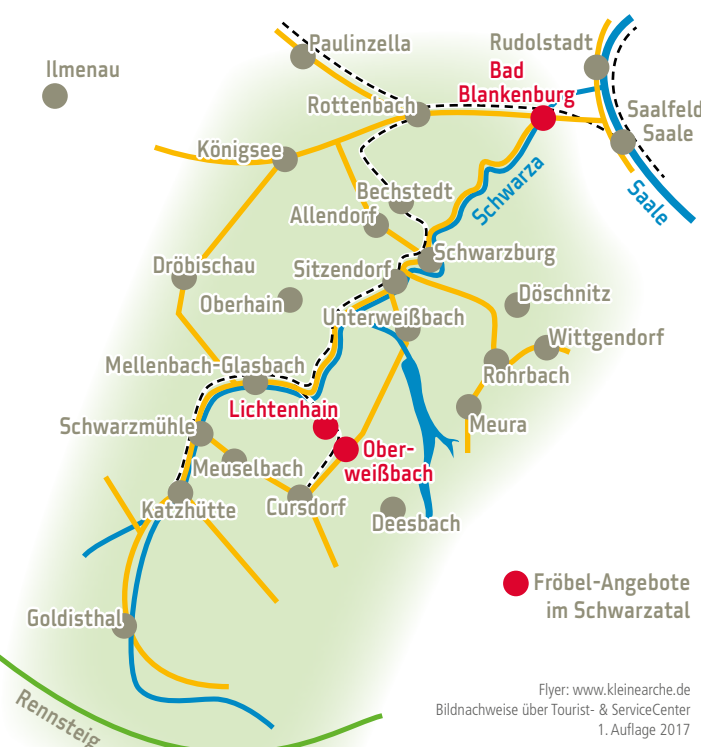 Paulinzella
Rudolstadt
Ilmenau
Bad
Blankenburg
Rottenbach
Saalfeld
Saale
Königsee
Schwarza
Saale
Bechstedt
Allendorf
Schwarzburg
Dröbischau
Sitzendorf
Oberhain
Döschnitz
Unterweißbach
Wittgendorf
Mellenbach-Glasbach
Rohrbach
Lichtenhain
Schwarzmühle
Meura
Ober-
weißbach
Meuselbach
Katzhütte
Cursdorf
Deesbach
Fröbel-Angebote
im Schwarzatal
Goldisthal
Rennsteig
Flyer: www.kleinearche.de
Bildnachweise über Tourist- & ServiceCenter
1. Auflage 2017